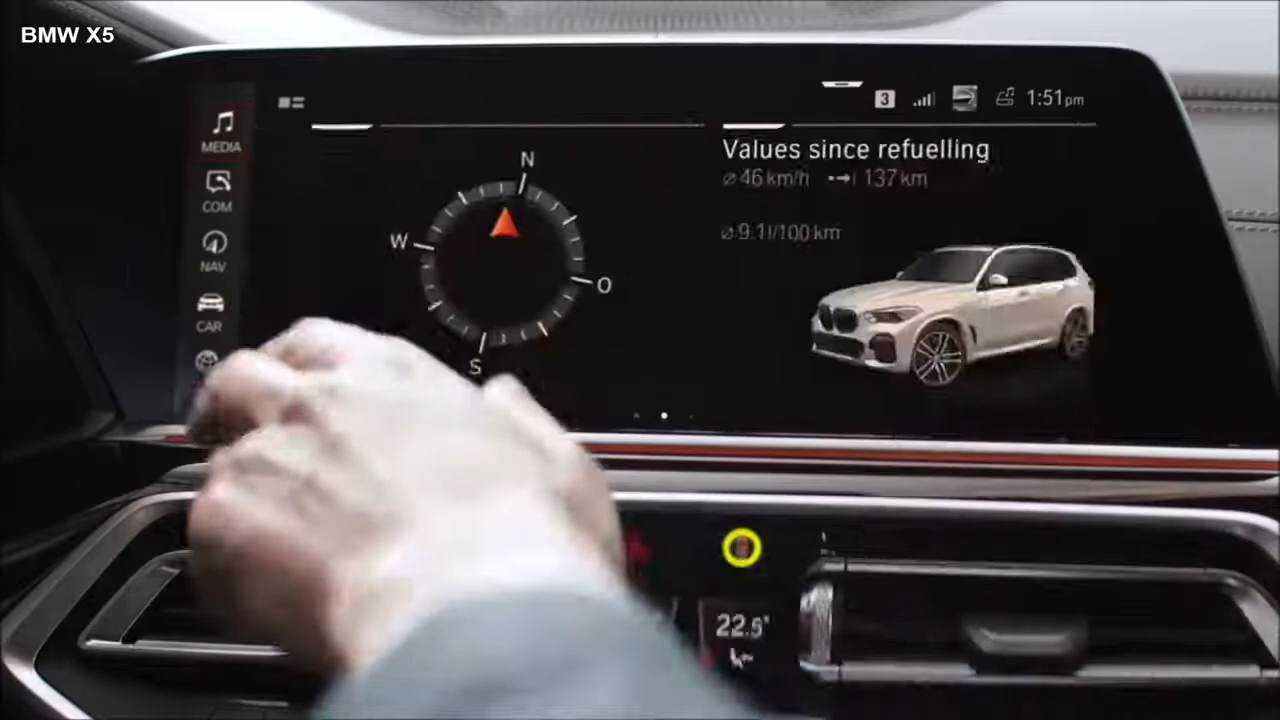 BMW X5
3
1:51pm
MEDIA
COM
NAV
CAR
N
W
O
S
Values since refuelling
⌀ 46 km/h 137 km
⌀ 9.1 l/100 km
22.5°